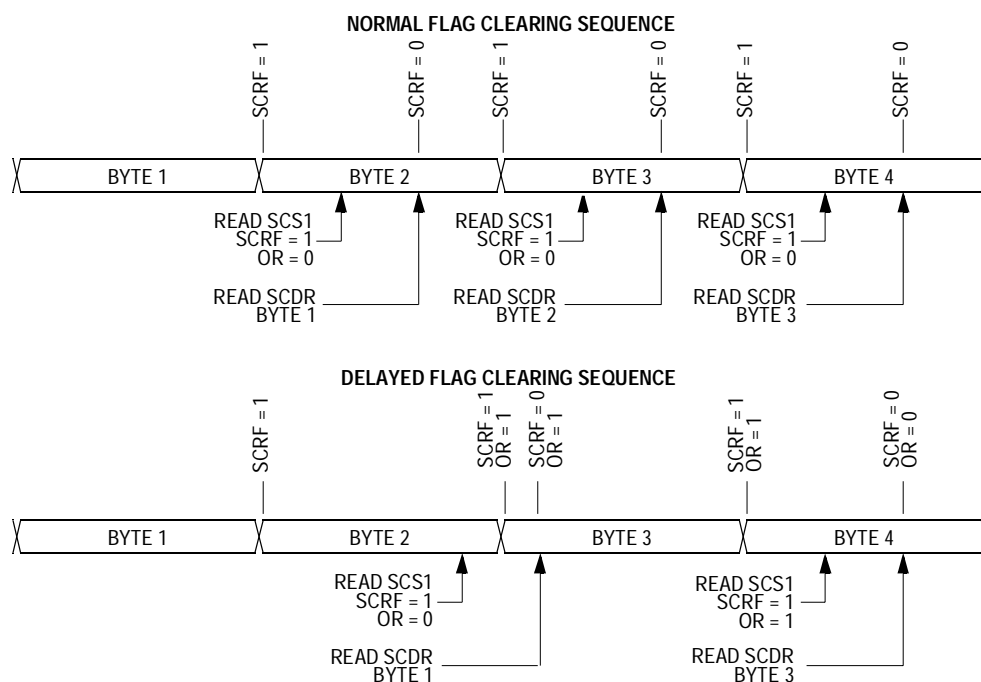 NORMAL FLAG CLEARING SEQUENCE
SCRF = 1
SCRF = 0
SCRF = 1
SCRF = 0
SCRF = 1
SCRF = 0
BYTE 1
BYTE 2
BYTE 3
BYTE 4
READ SCS1
SCRF = 1
OR = 0
READ SCS1
SCRF = 1
OR = 0
READ SCS1
SCRF = 1
OR = 0
READ SCDR
BYTE 1
READ SCDR
BYTE 2
READ SCDR
BYTE 3
DELAYED FLAG CLEARING SEQUENCE
SCRF = 1
SCRF = 1
OR = 1
SCRF = 0
OR = 1
SCRF = 1
OR = 1
SCRF = 0
OR = 0
BYTE 1
BYTE 2
BYTE 3
BYTE 4
READ SCS1
SCRF = 1
OR = 0
READ SCS1
SCRF = 1
OR = 1
READ SCDR
BYTE 1
READ SCDR
BYTE 3